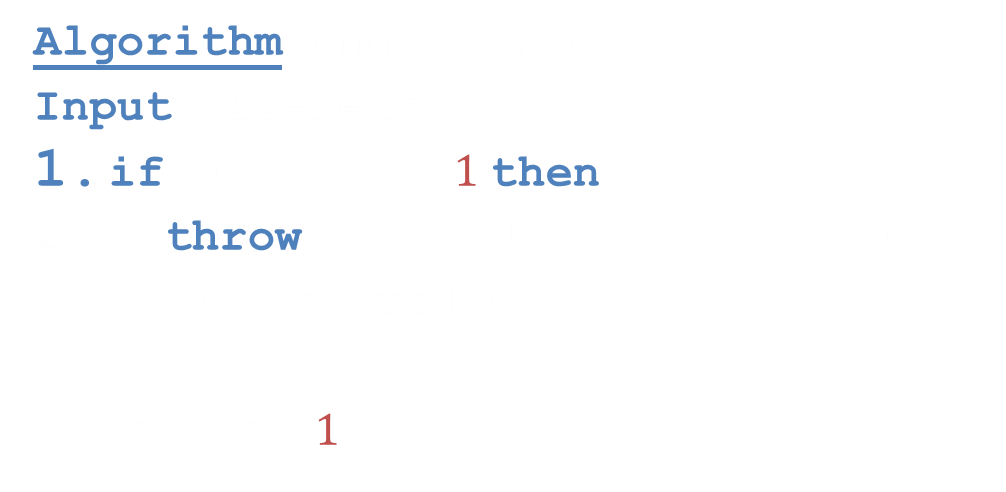 Algorithm
Input
1. if 1 then
throw
1